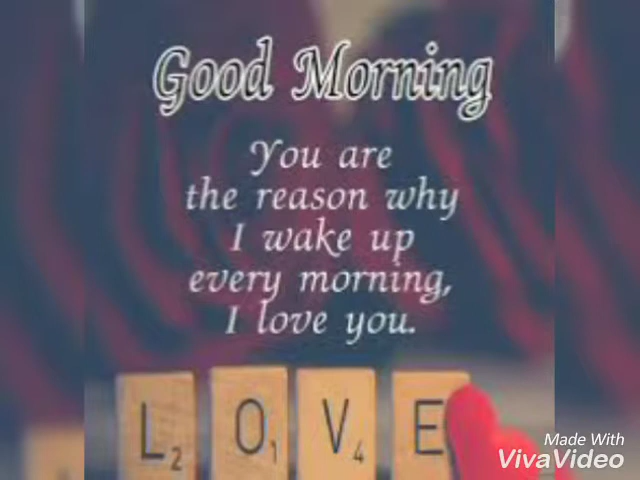 Good Morning
You are
the reason why
I wake up
every morning,
I love you.
L2 O1 V4 E
Made With
VivaVideo